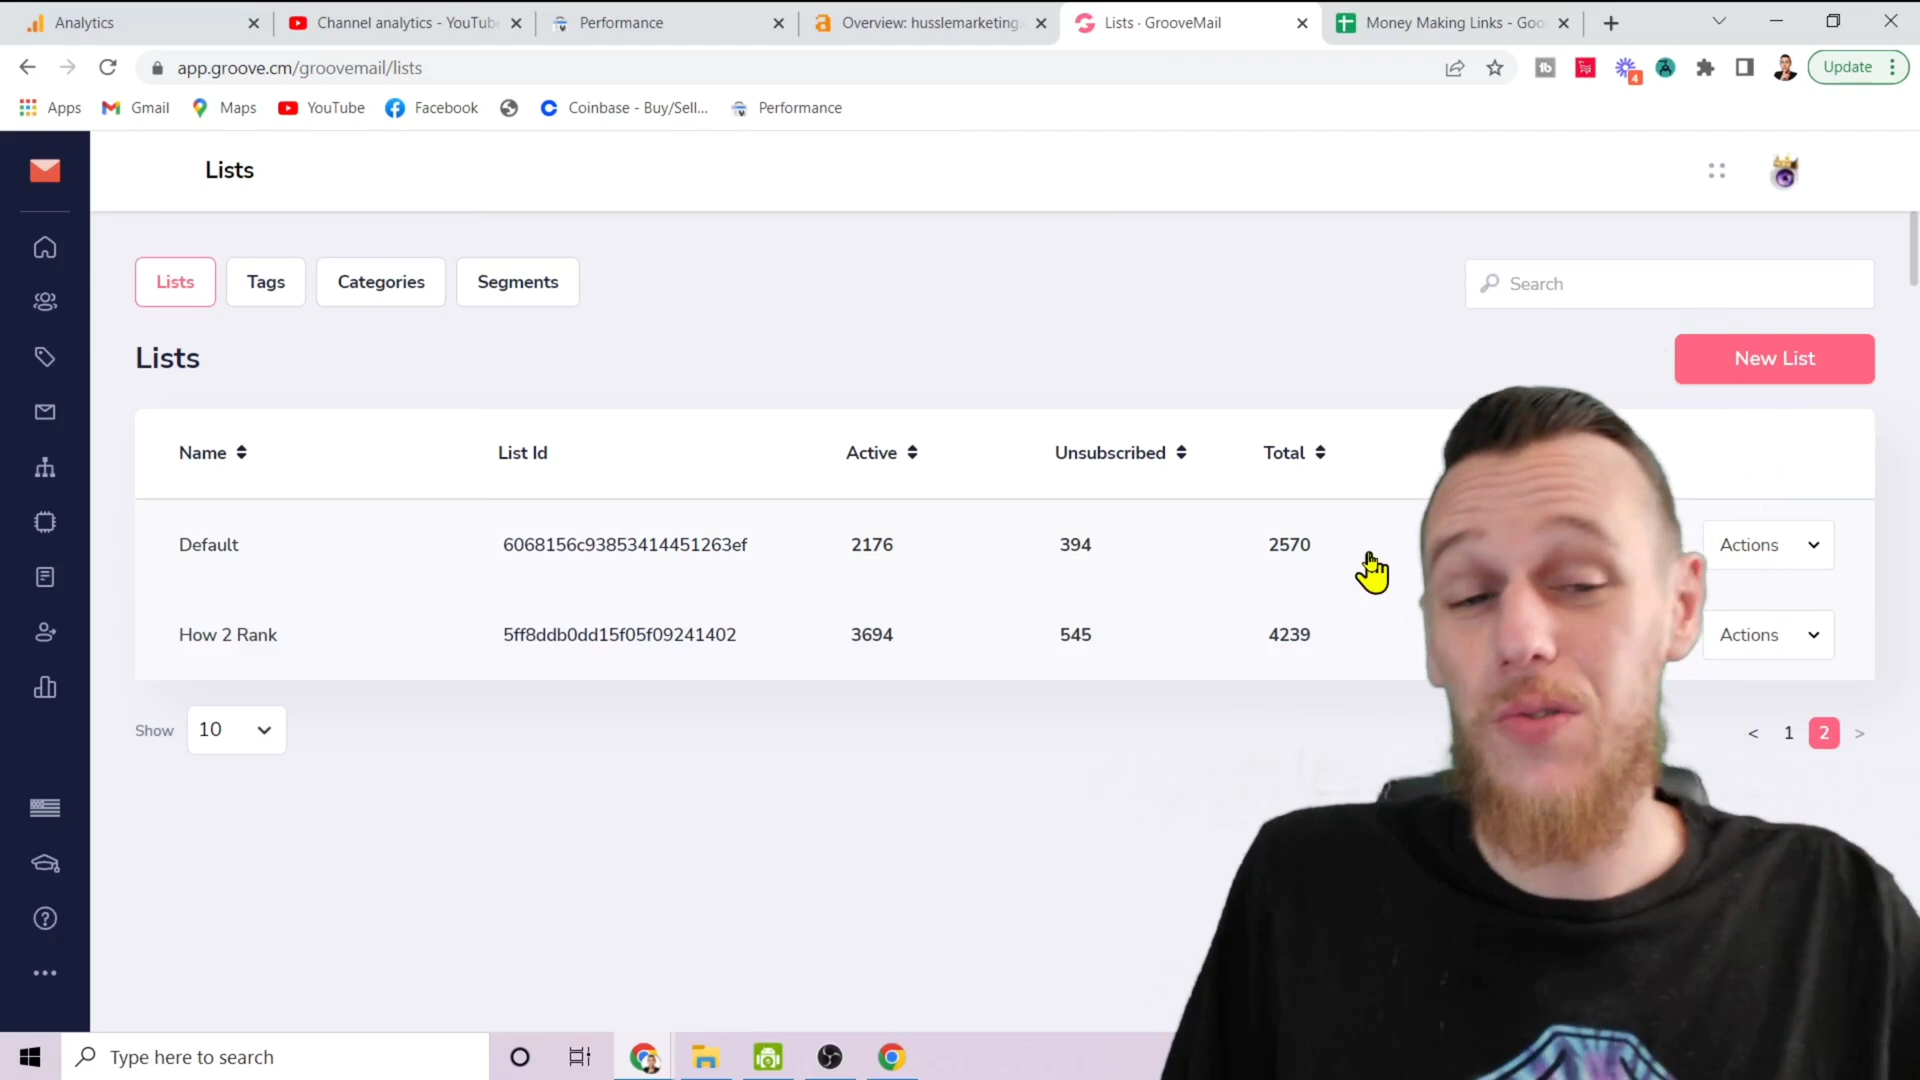 Analytics
Channel analytics - YouTube
Performance
Overview: husslemarketing.
Lists · GrooveMail
Money Making Links - Goo
app.groove.cm/groovemail/lists
4
Update
Apps
Gmail
Maps
YouTube
Facebook
Coinbase - Buy/Sell...
Performance
Lists
Lists
Tags
Categories
Segments
Search
Lists
New List
Name
List Id
Active
Unsubscribed
Total
Default
6068156c93853414451263ef
2176
394
2570
Actions
How 2 Rank
5ff8ddb0dd15f05f09241402
3694
545
4239
Actions
Show
10
< 1 2 >
Type here to search